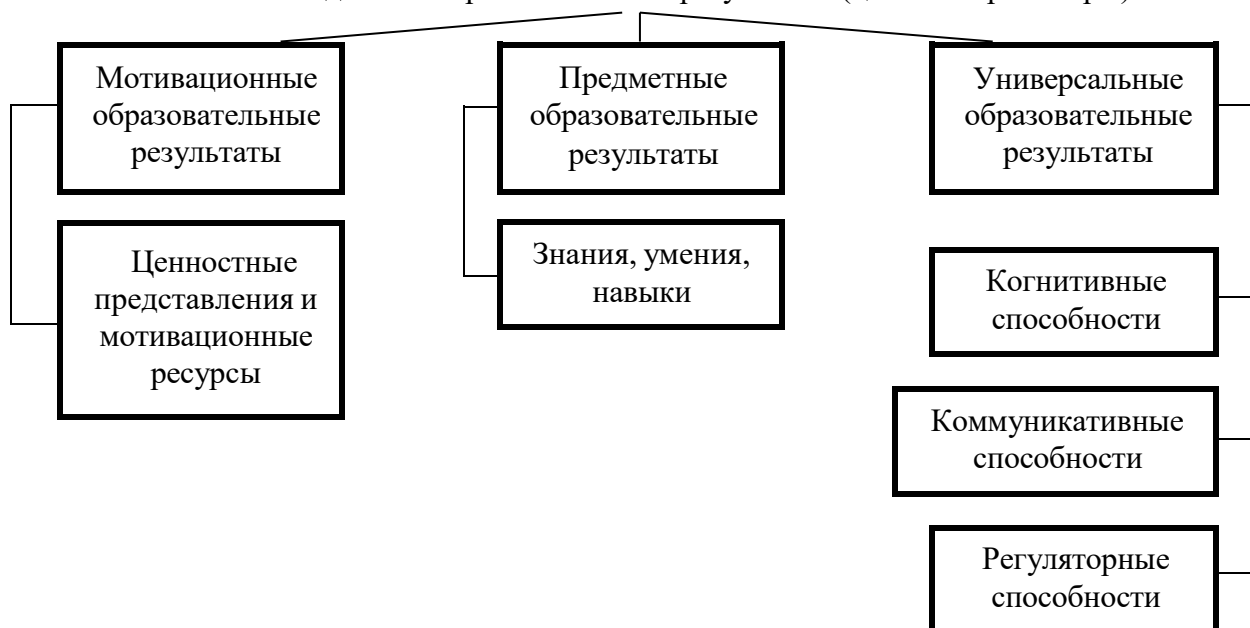 Мотивационные
образовательные
результаты
Предметные
образовательные
результаты
Универсальные
образовательные
результаты
Ценностные
представления и
мотивационные
ресурсы
Знания, умения,
навыки
Когнитивные
способности
Коммуникативные
способности
Регуляторные
способности